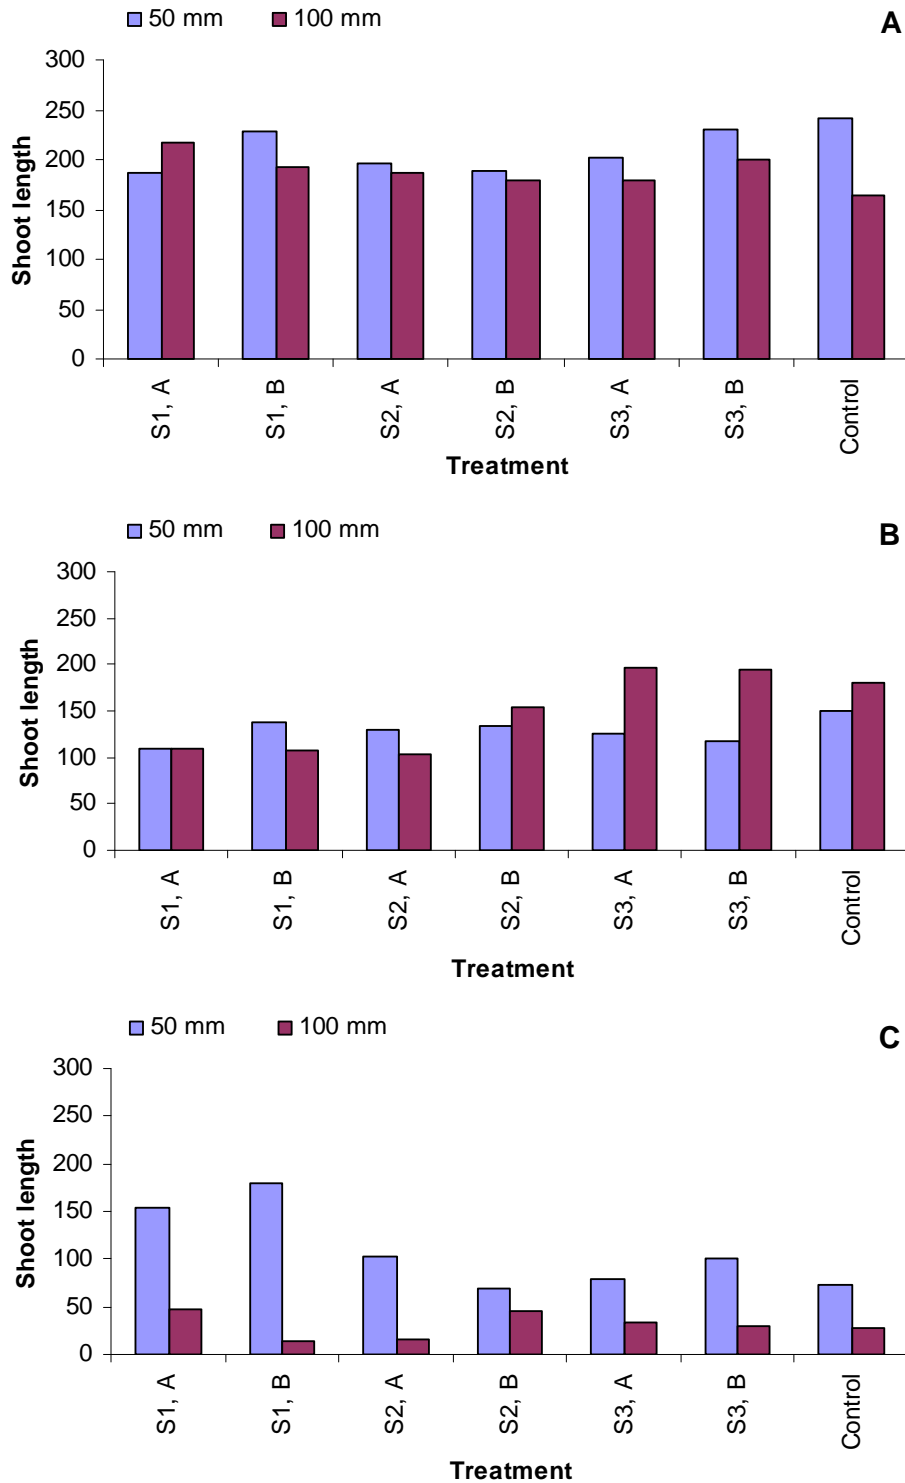 50 mm 100 mm A
300
250
200
150
100
50
0
Shoot length
S1, A S1, B S2, A S2, B S3, A S3, B Control
Treatment
50 mm 100 mm B
300
250
200
150
100
50
0
Shoot length
S1, A S1, B S2, A S2, B S3, A S3, B Control
Treatment
50 mm 100 mm C
300
250
200
150
100
50
0
Shoot length
S1, A S1, B S2, A S2, B S3, A S3, B Control
Treatment